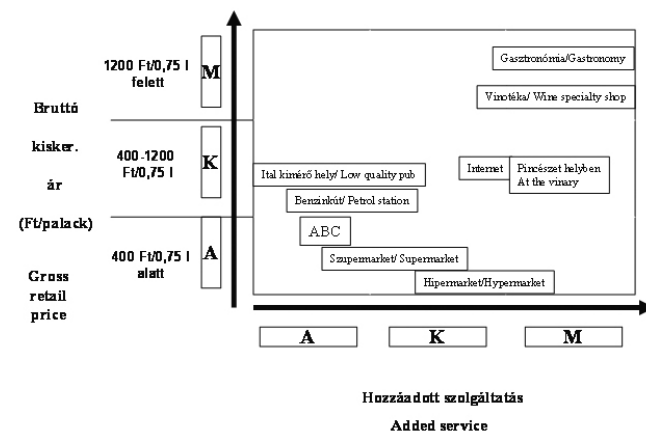 1200 Ft/0,75 l
felett
M
Gasztronómia/Gastronomy
Vinotéka/ Wine specialty shop
Bruttó
kisker.
ár
(Ft/palack)
Gross
retail
price
400-1200
Ft/0,75 l
K
Ital kimérő hely/ Low quality pub
Internet
Pincészet helyben
At the vinary
Benzinkút/ Petrol station
ABC
400 Ft/0,75 l
alatt
A
Szupermarket/ Supermarket
Hipermarket/Hypermarket
A
K
M
Hozzáadott szolgáltatás
Added service